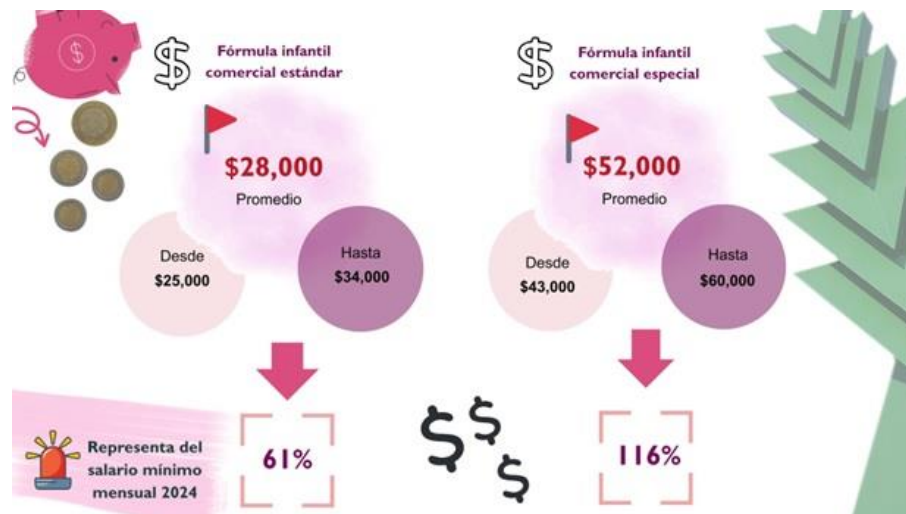 Fórmula infantil
comercial estándar
$28,000
Promedio
Desde
$25,000
Hasta
$34,000
Fórmula infantil
comercial especial
$52,000
Promedio
Desde
$43,000
Hasta
$60,000
Representa del
salario mínimo
mensual 2024
61%
116%